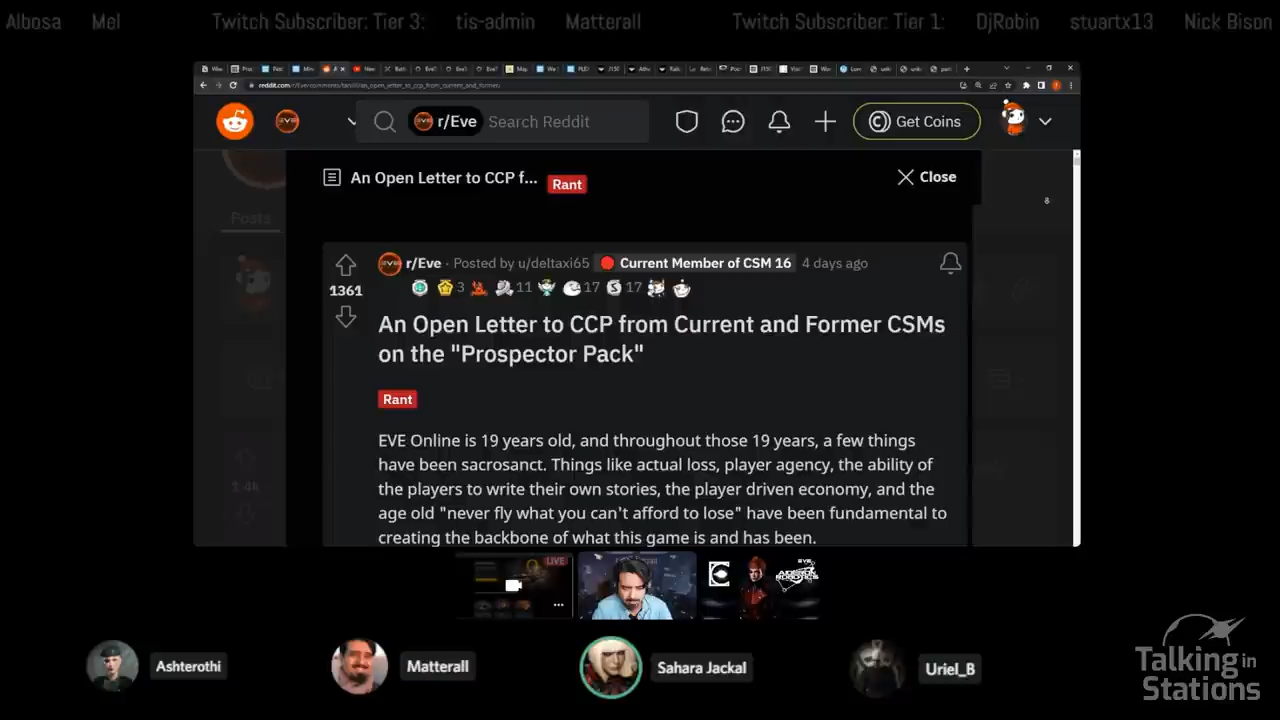 Albosa Mel Twitch Subscriber: Tier 3: tis-admin Matterall Twitch Subscriber: Tier 1: DjRobin stuartx13 Nick Bison
r/Eve Search Reddit Get Coins
An Open Letter to CCP f... Rant Close
Posts
r/Eve · Posted by u/deltaxi65 Current Member of CSM 16 4 days ago
1361 3 11 17 17
An Open Letter to CCP from Current and Former CSMs
on the "Prospector Pack"
Rant
EVE Online is 19 years old, and throughout those 19 years, a few things
have been sacrosanct. Things like actual loss, player agency, the ability of
the players to write their own stories, the player driven economy, and the
age old "never fly what you can't afford to lose" have been fundamental to
creating the backbone of what this game is and has been.
1.4k
LIVE
Ashterothi Matterall Sahara Jackal Uriel_B
Talking in
Stations